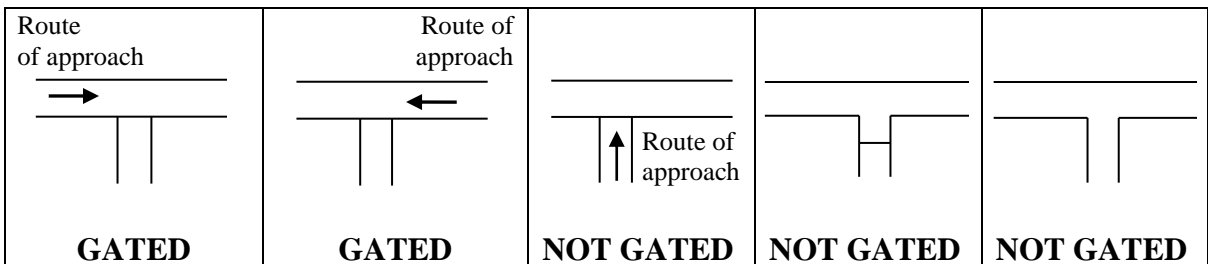 Route
of approach
GATED
Route of
approach
GATED
Route of
approach
NOT GATED
NOT GATED
NOT GATED